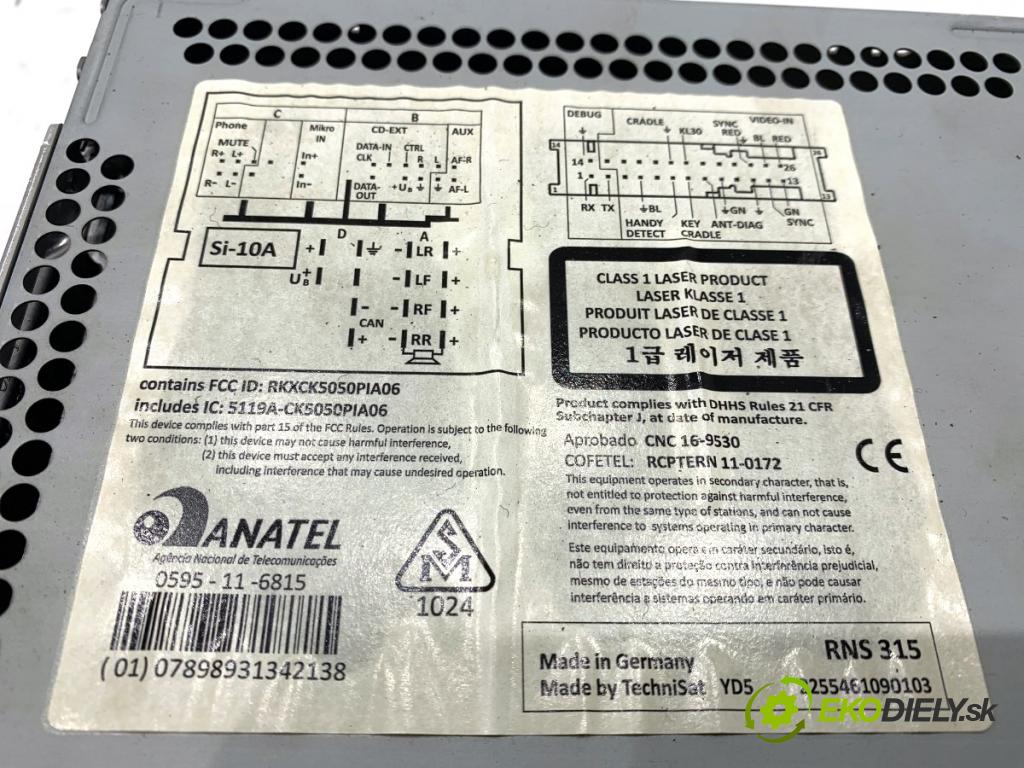 C
B
Phone
Mikro
IN
CD-EXT
AUX
MUTE
DATA-IN
CTRL
R+ L+
In+
CLK
R L
AF-R
R- L-
In-
DATA-
OUT
+UB
AF-L
D
A
Si-10A
+
- LR +
+
UB
- LF +
-
- RF +
CAN
+
- RR +
DEBUG
CRADLE
KL30
SYNC
RED
VIDEO-IN
BL RED
14
26
14
26
1
13
1
13
RX TX
BL
HANDY
DETECT
KEY
CRADLE
GN
ANT-DIAG
GN
SYNC
CLASS 1 LASER PRODUCT
LASER KLASSE 1
PRODUIT LASER DE CLASSE 1
PRODUCTO LASER DE CLASE 1
1급 레이저 제품
contains FCC ID: RKXCK5050PIA06
includes IC: 5119A-CK5050PIA06
This device complies with part 15 of the FCC Rules. Operation is subject to the following
two conditions: (1) this device may not cause harmful interference,
(2) this device must accept any interference received,
including interference that may cause undesired operation.
Product complies with DHHS Rules 21 CFR
Subchapter J, at date of manufacture.
Aprobado CNC 16-9530
COFETEL: RCPTERN 11-0172
CE
This equipment operates in secondary character, that is,
not entitled to protection against harmful interference,
even from the same type of stations, and can not cause
interference to systems operating in primary character.
Este equipamento opera em caráter secundário, isto é,
não tem direito a proteção contra interferência prejudicial,
mesmo de estações do mesmo tipo, e não pode causar
interferência a sistemas operando em caráter primário.
ANATEL
Agência Nacional de Telecomunicações
0595 - 11 - 6815
(01) 07898931342138
S
M
1024
RNS 315
Made in Germany
Made by TechniSat YD5 2255461090103
EKODIELY.sk